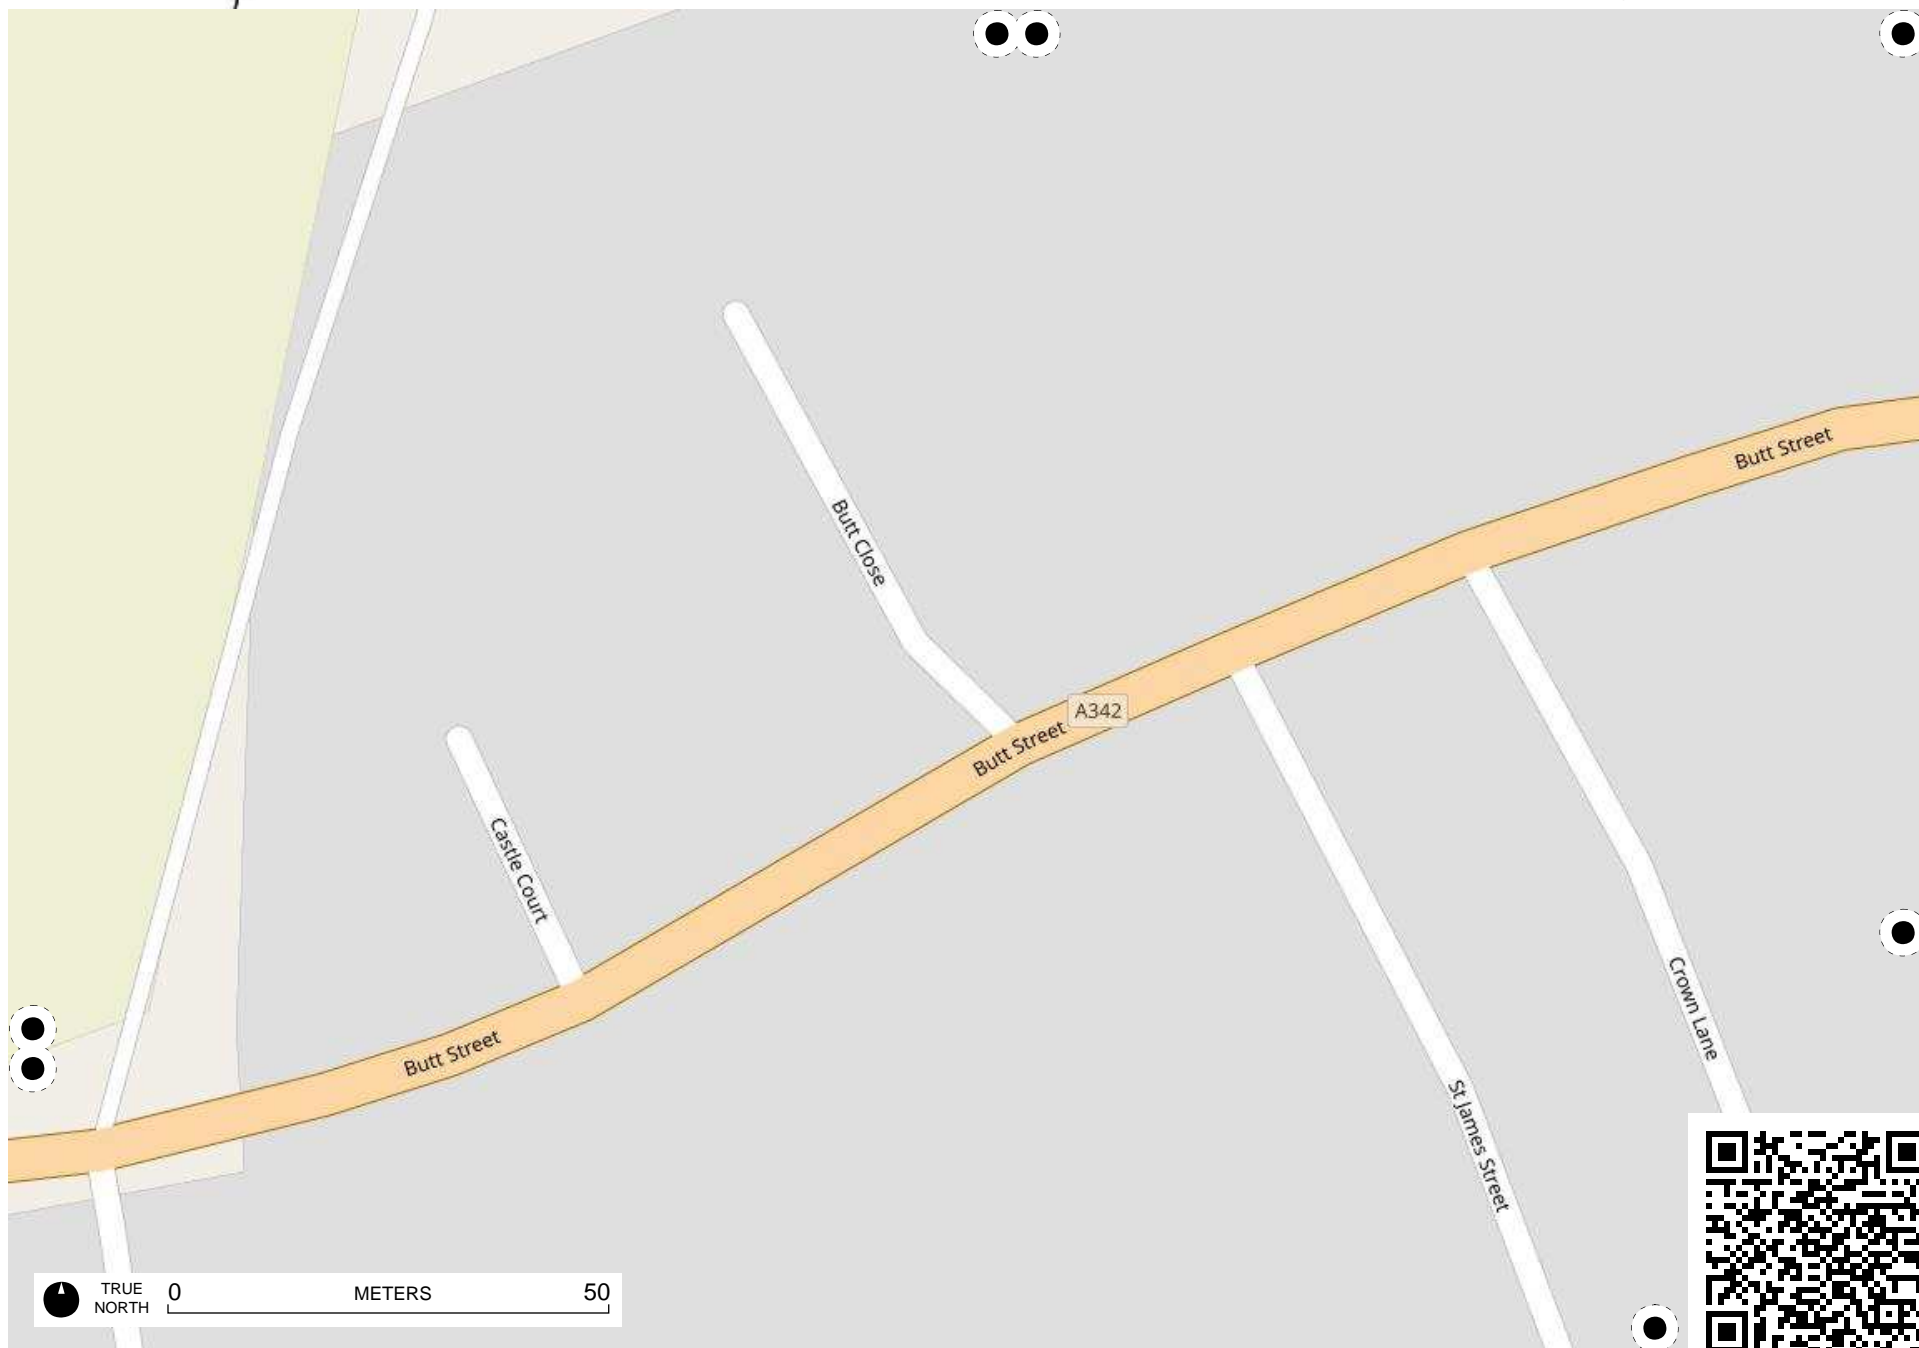 Butt Street
Butt Close
A342
Butt Street
Castle Court
Crown Lane
Butt Street
St James Street
TRUE
NORTH
0 METERS 50